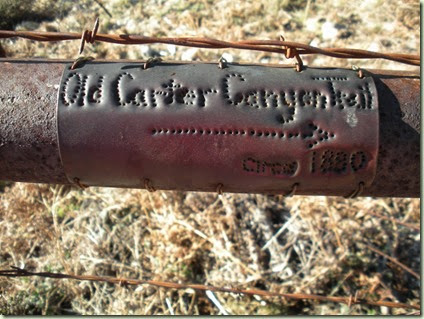 Old Carter Canyon Trail
Circa 1880